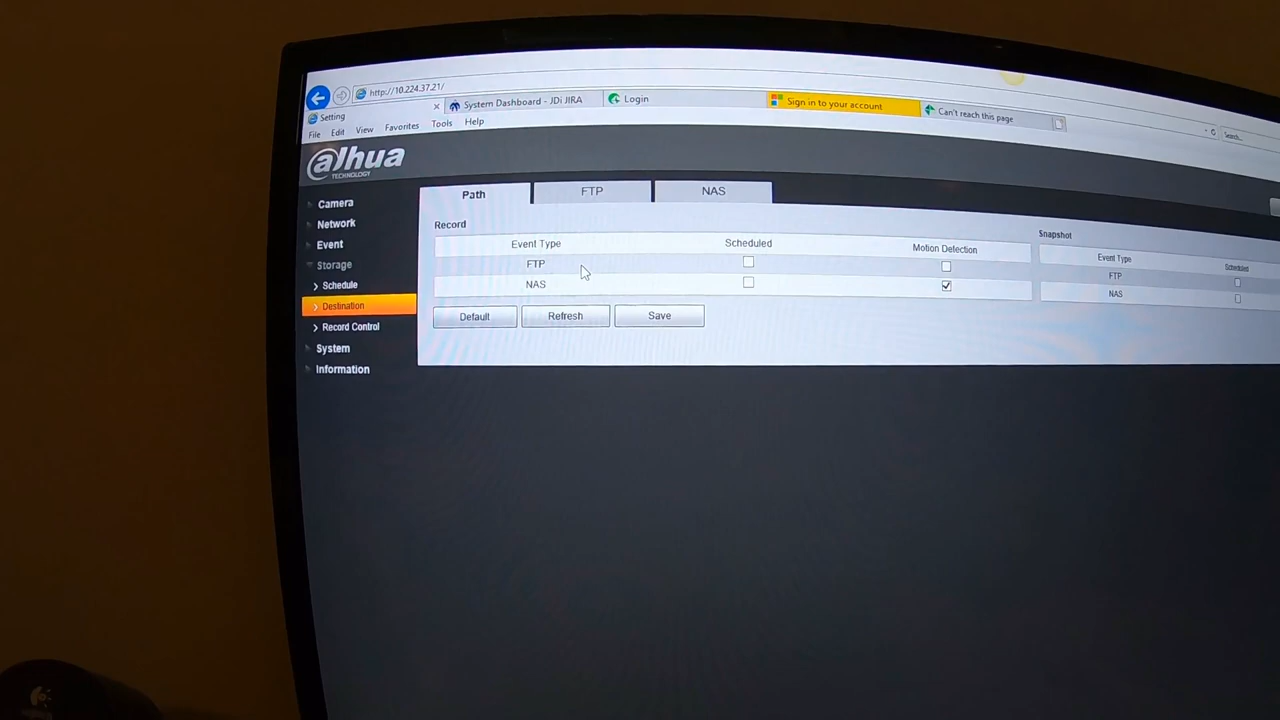 http://10.224.37.21/
Setting
System Dashboard - JDi JIRA
Login
Sign in to your account
Can't reach this page
Search...
File Edit View Favorites Tools Help
alhua
TECHNOLOGY
Camera
Network
Event
Storage
Schedule
Destination
Record Control
System
Information
Path FTP NAS
Record
Event Type Scheduled Motion Detection
FTP
NAS
Default Refresh Save
Snapshot
Event Type Scheduled
FTP
NAS